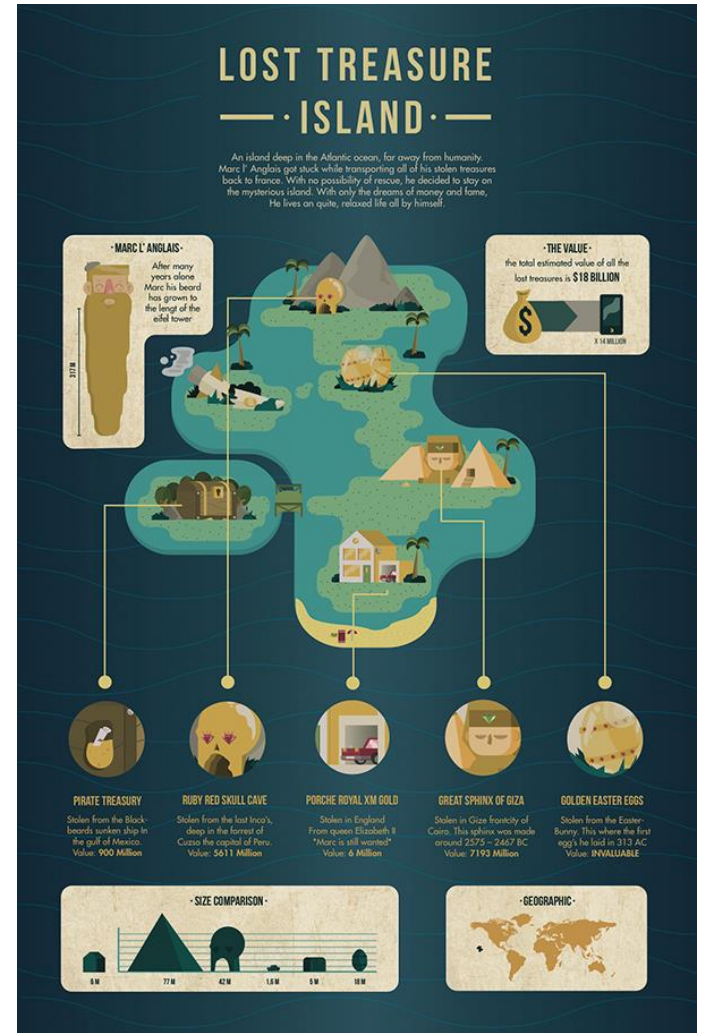 LOST TREASURE
· ISLAND ·
An island deep in the Atlantic ocean, far away from humanity.
Marc l' Anglais got stuck while transporting all of his stolen treasures
back to france. With no possibility of rescue, he decided to stay on
the mysterious island. With only the dreams of money and fame,
He lives an quite, relaxed life all by himself.
· MARC L' ANGLAIS ·
After many
years alone
Marc his beard
has grown to
the lengt of the
eifel tower
317 M
· THE VALUE ·
the total estimated value of all the
lost treasures is $18 BILLION
$
X 14 MILLION
PIRATE TREASURY
Stolen from the Black-
beards sunken ship In
the gulf of Mexico.
Value: 900 Million
RUBY RED SKULL CAVE
Stolen from the last Inca's,
deep in the forrest of
Cuzso the capital of Peru.
Value: 5611 Million
PORCHE ROYAL XM GOLD
Stolen in England
From queen Elizabeth II
*Marc is still wanted*
Value: 6 Million
GREAT SPHINX OF GIZA
Stolen in Gize frontcity of
Cairo. This sphinx was made
around 2575 – 2467 BC
Value: 7193 Million
GOLDEN EASTER EGGS
Stolen from the Easter-
Bunny. This where the first
egg's he laid in 313 AC
Value: INVALUABLE
· SIZE COMPARISON ·
6 M
77 M
42 M
1,6 M
5 M
18 M
· GEOGRAPHIC ·